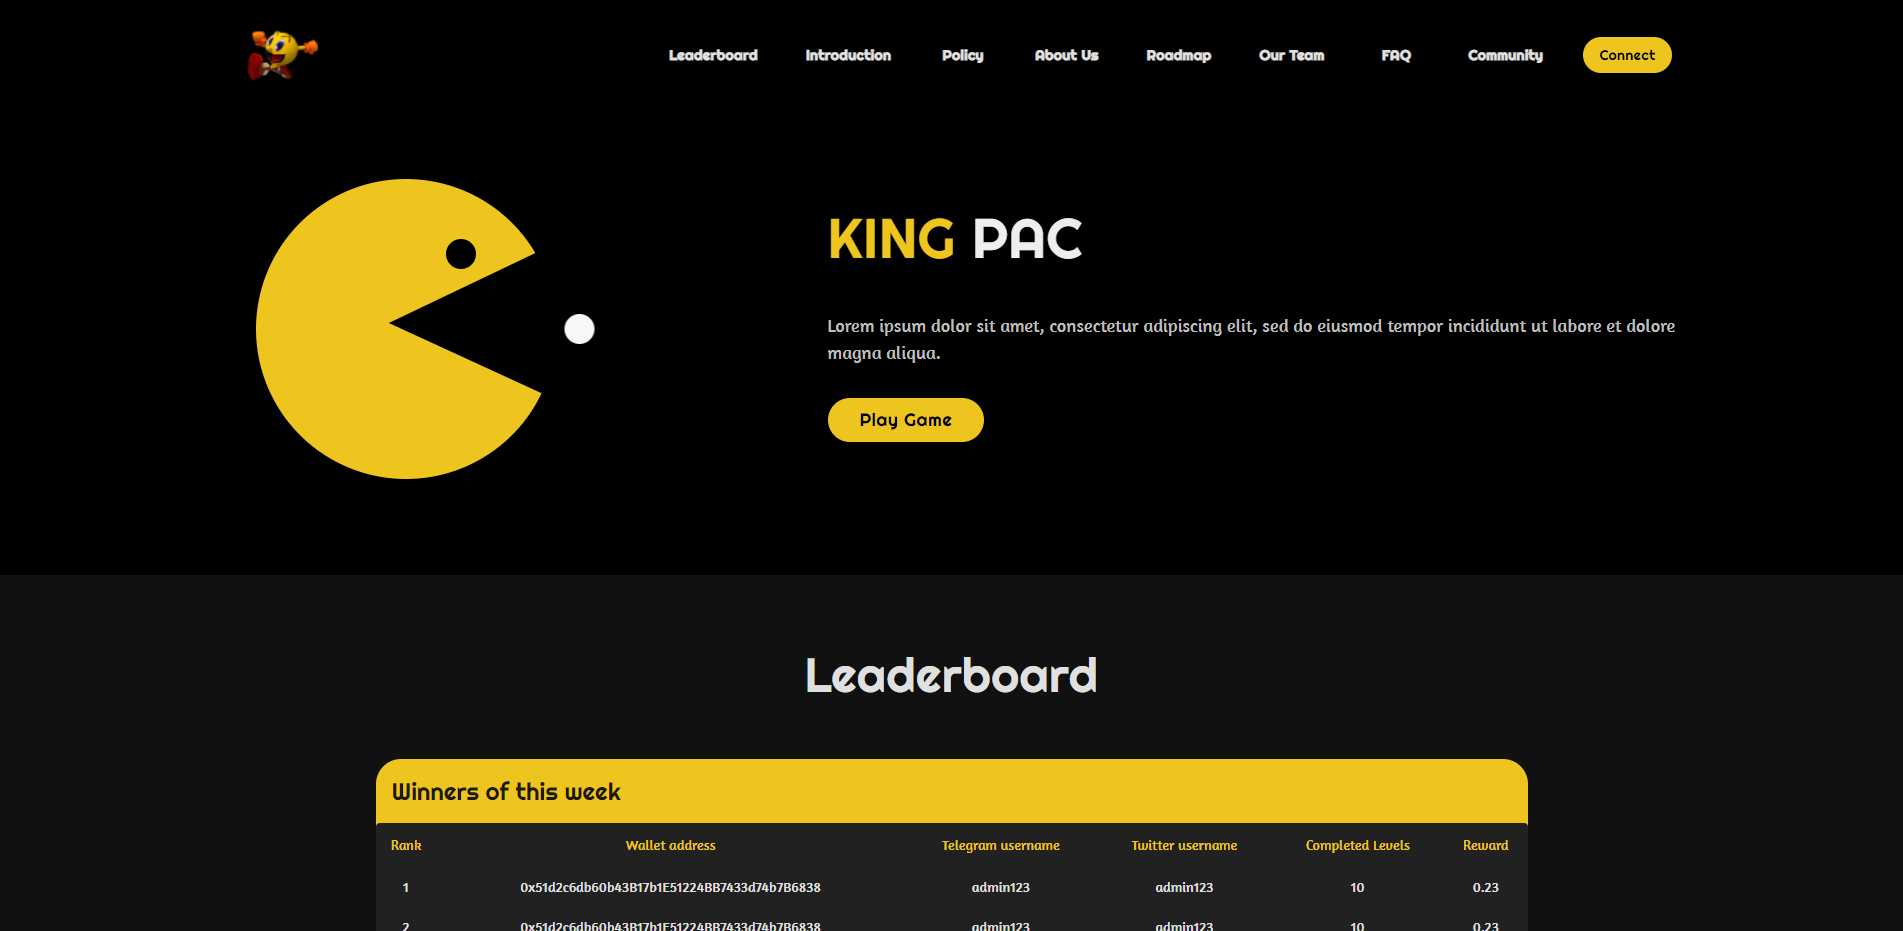 Leaderboard Introduction Policy About Us Roadmap Our Team FAQ Community Connect
KING PAC
Lorem ipsum dolor sit amet, consectetur adipiscing elit, sed do eiusmod tempor incididunt ut labore et dolore
magna aliqua.
Play Game
Leaderboard
Winners of this week
Rank Wallet address Telegram username Twitter username Completed Levels Reward
1 0x51d2c6db60b43B17b1E51224BB7433d74b7B6838 admin123 admin123 10 0.23
2 0x51d2c6db60b43B17b1E51224BB7433d74b7B6838 admin123 admin123 10 0.23